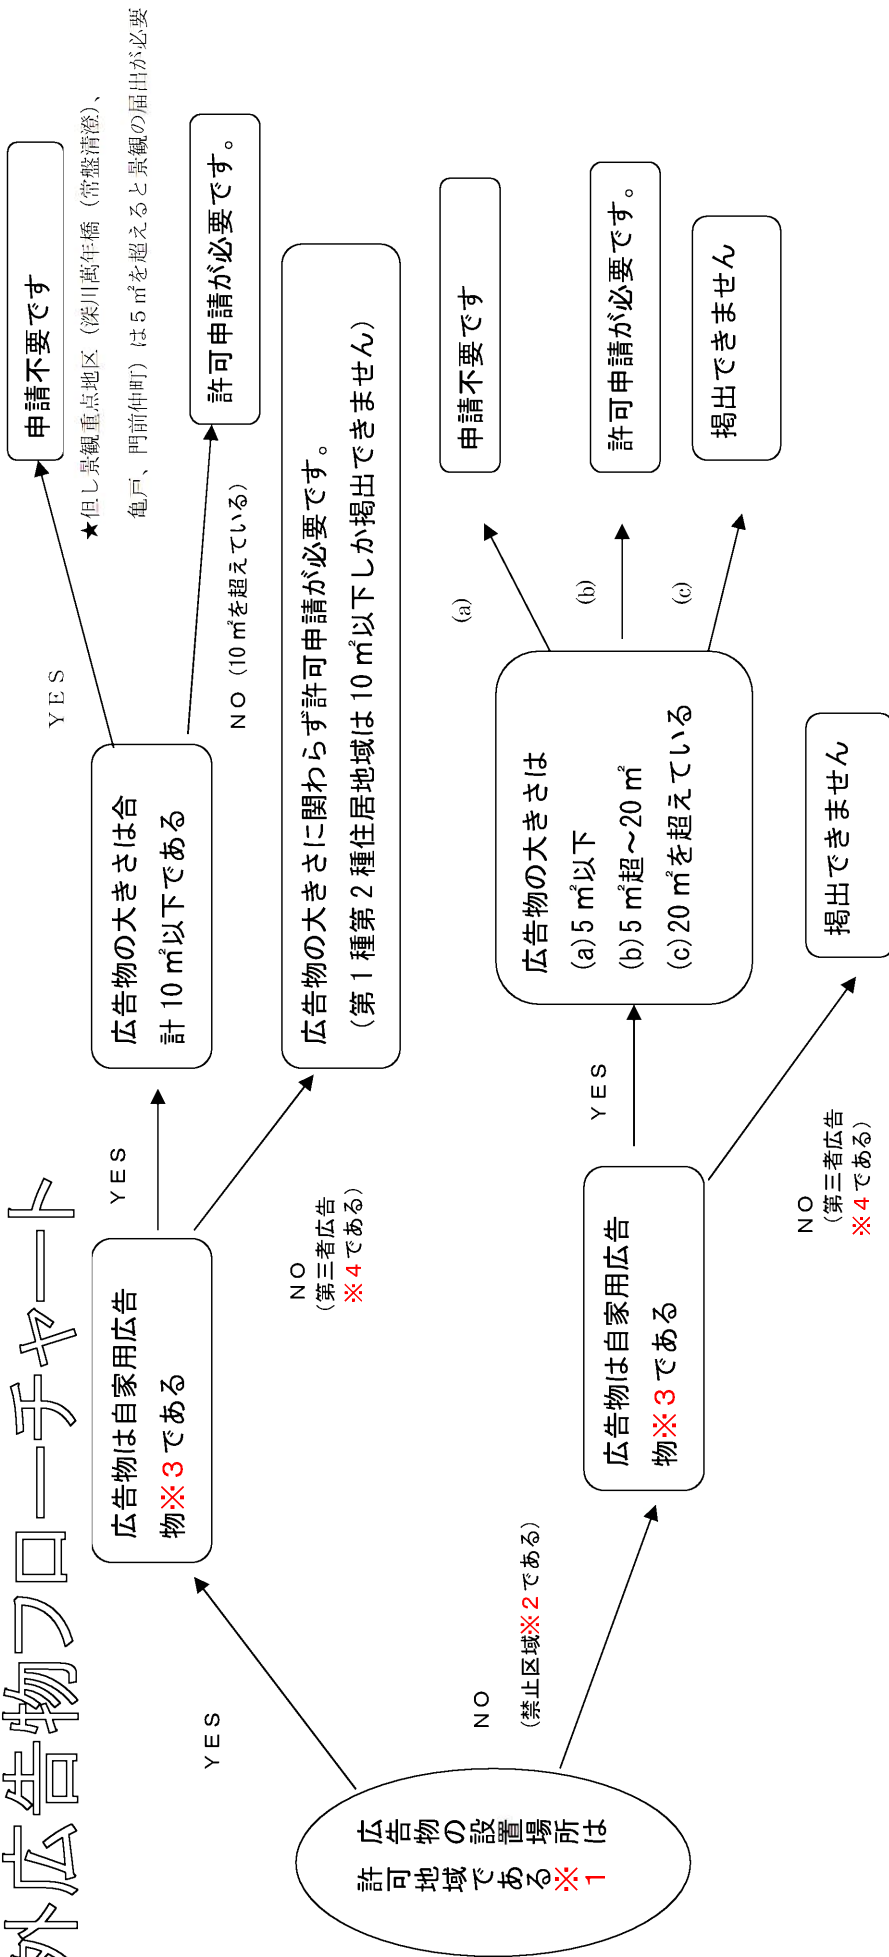 外広告物フローチャート
広告物の設置場所は
許可地域である※1
YES
NO
(禁止区域※2である)
広告物は自家用広告
物※3である
YES
NO
(第三者広告
※4である)
広告物の大きさは合
計10㎡以下である
YES
NO(10㎡を超えている)
申請不要です
★但し景観重点地区(深川萬年橋(常盤清澄)、
亀戸、門前仲町)は5㎡を超えると景観の届出が必要
許可申請が必要です。
広告物の大きさに関わらず許可申請が必要です。
(第1種第2種住居地域は10㎡以下しか掲出できません)
広告物は自家用広告
物※3である
YES
NO
(第三者広告
※4である)
広告物の大きさは
(a)5㎡以下
(b)5㎡超~20㎡
(c)20㎡を超えている
(a)
(b)
(c)
申請不要です
許可申請が必要です。
掲出できません
掲出できません